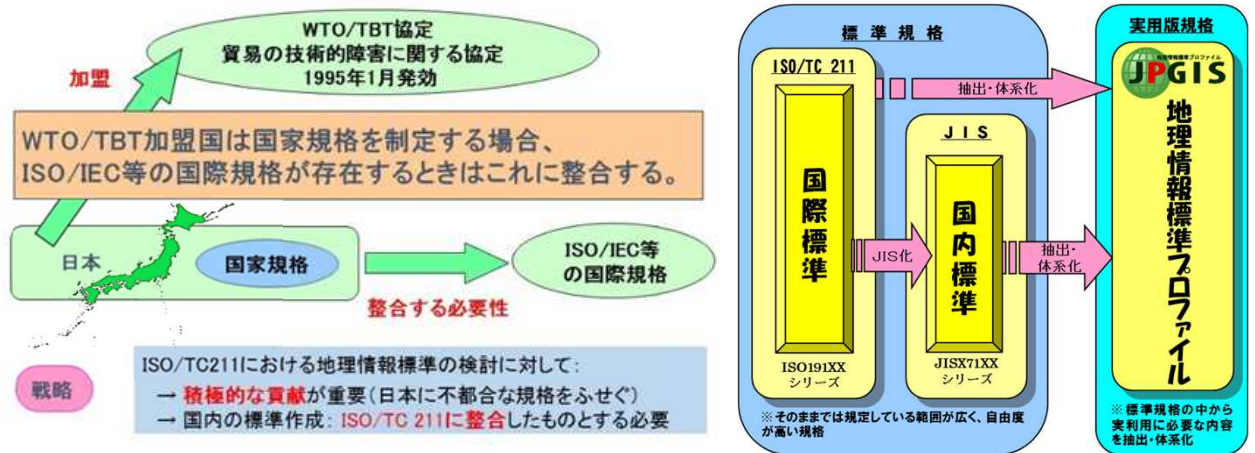 WTO/TBT協定
貿易の技術的障害に関する協定
1995年1月発効
加盟
WTO/TBT加盟国は国家規格を制定する場合、
ISO/IEC等の国際規格が存在するときはこれに整合する。
日本
国家規格
ISO/IEC等
の国際規格
整合する必要性
戦略
ISO/TC211における地理情報標準の検討に対して:
→ 積極的な貢献が重要(日本に不都合な規格をふせぐ)
→ 国内の標準作成: ISO/TC 211に整合したものとする必要
標準規格
ISO/TC 211
国際標準
ISO191XX
シリーズ
JIS化
JIS
国内標準
JISX71XX
シリーズ
抽出・体系化
抽出・
体系化
※そのままでは規定している範囲が広く、自由度
が高い規格
実用版規格
地理情報標準プロファイル
JPGIS
地理情報標準プロファイル
※標準規格の中から
実利用に必要な内容
を抽出・体系化